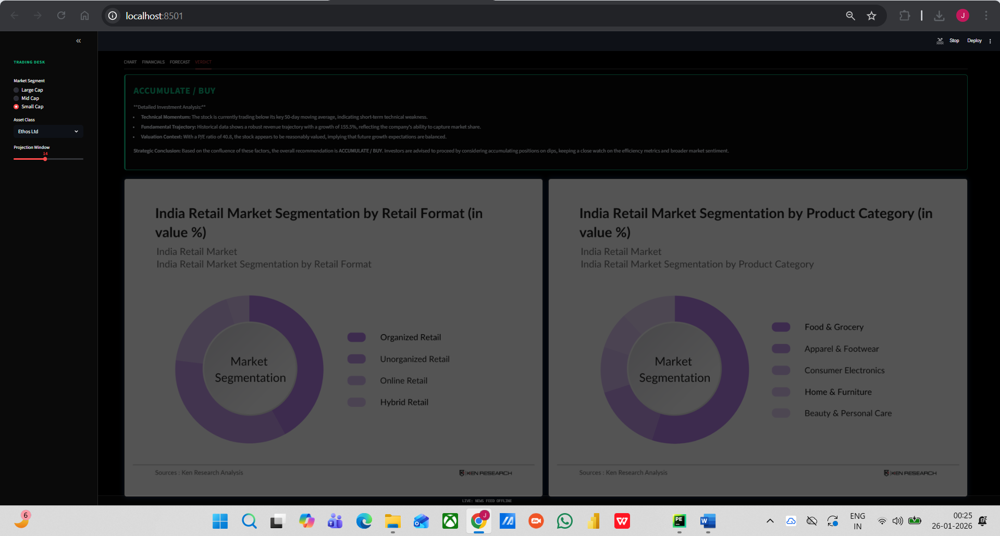 localhost:8501
J
Stop
Deploy
TRADING DESK
Market Segment
Large Cap
Mid Cap
Small Cap
Asset Class
Ethos Ltd
Projection Window
14
CHART
FINANCIALS
FORECAST
VERDICT
ACCUMULATE / BUY
**Detailed Investment Analysis:**
• Technical Momentum: The stock is currently trading below its key 50-day moving average, indicating short-term technical weakness.
• Fundamental Trajectory: Historical data shows a robust revenue trajectory with a growth of 155.5%, reflecting the company's ability to capture market share.
• Valuation Context: With a P/E ratio of 40.8, the stock appears to be reasonably valued, implying that future growth expectations are balanced.
Strategic Conclusion: Based on the confluence of these factors, the overall recommendation is ACCUMULATE / BUY. Investors are advised to proceed by considering accumulating positions on dips, keeping a close watch on the efficiency metrics and broader market sentiment.
India Retail Market Segmentation by Retail Format (in
value %)
India Retail Market
India Retail Market Segmentation by Retail Format
Market
Segmentation
Organized Retail
Unorganized Retail
Online Retail
Hybrid Retail
Sources : Ken Research Analysis
KEN RESEARCH
India Retail Market Segmentation by Product Category (in
value %)
India Retail Market
India Retail Market Segmentation by Product Category
Market
Segmentation
Food & Grocery
Apparel & Footwear
Consumer Electronics
Home & Furniture
Beauty & Personal Care
Sources : Ken Research Analysis
KEN RESEARCH
LIVE: NEWS FEED OFFLINE
6
J
Jio
PE
W
ENG
IN
00:25
26-01-2026